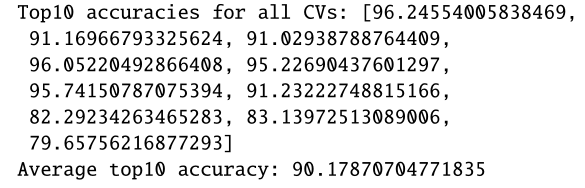 Top10 accuracies for all CVs: [96.24554005838469,
91.16966793325624, 91.02938788764409,
96.05220492866408, 95.22690437601297,
95.74150787075394, 91.23222748815166,
82.29234263465283, 83.13972513089006,
79.65756216877293]
Average top10 accuracy: 90.17870704771835